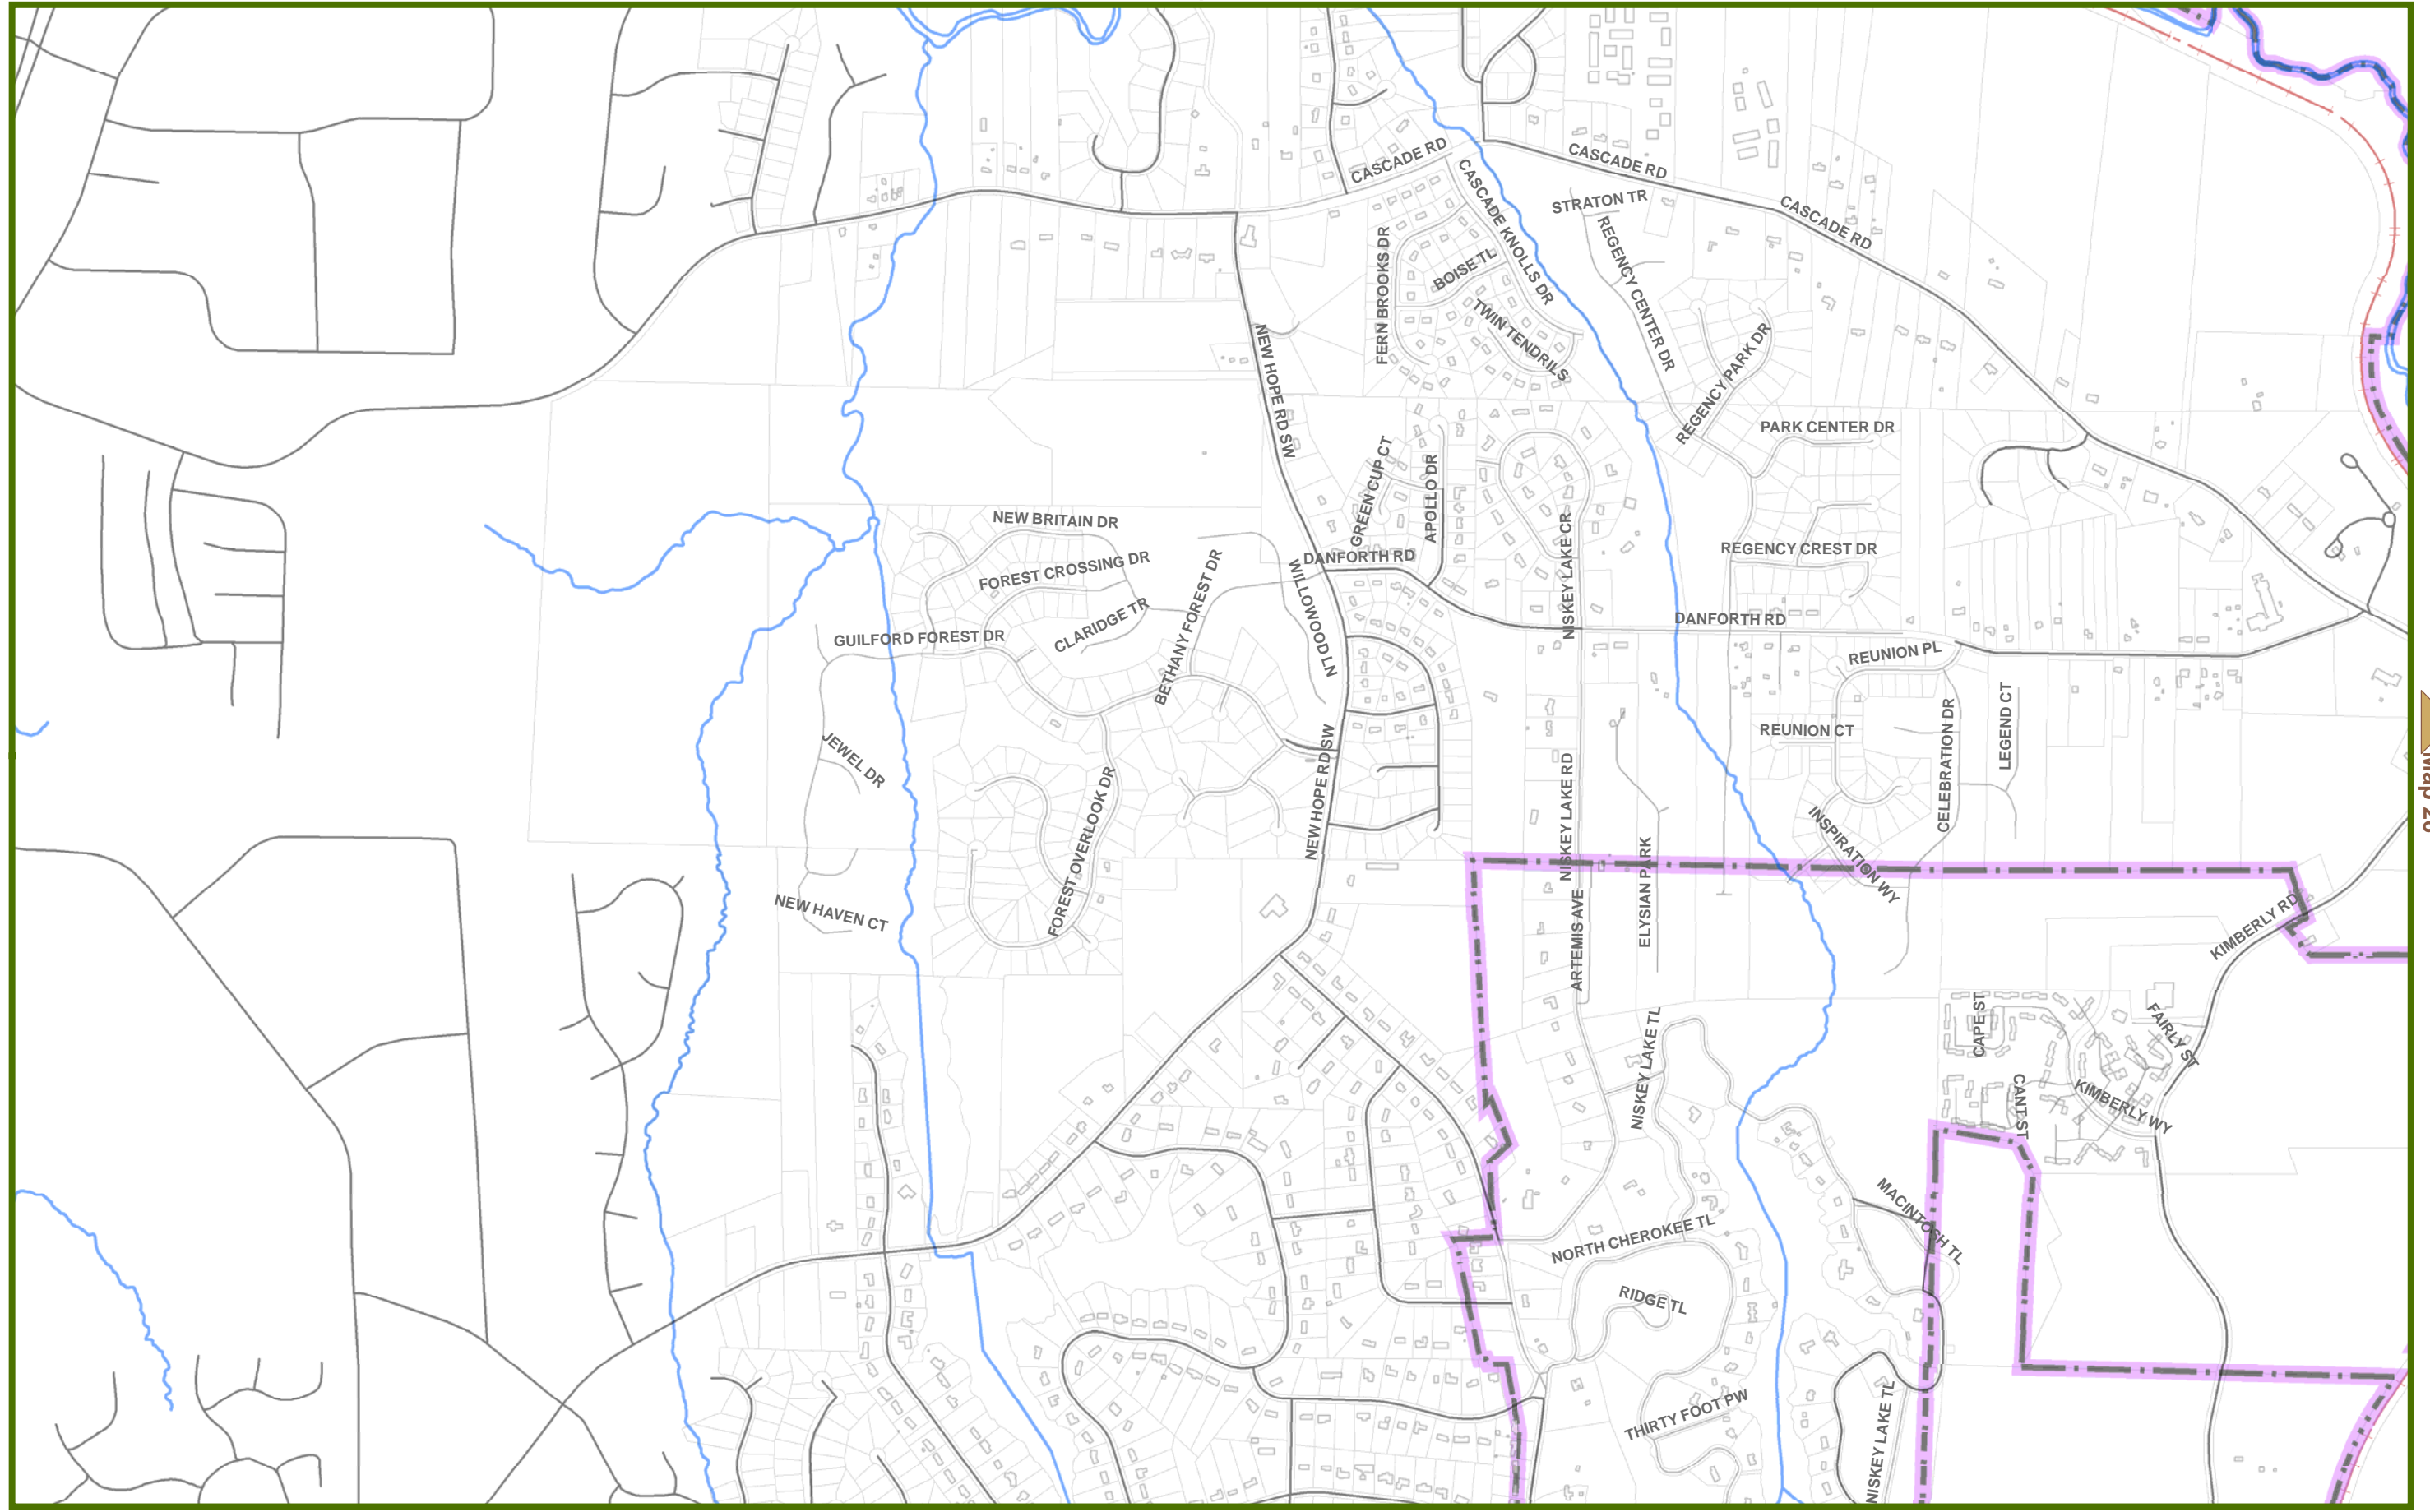 CASCADE RD
CASCADE RD
CASCADE RD
CASCADE KNOLLS DR
STRATON TR
REGENCY CENTER DR
FERN BROOKS DR
BOISE TL
TWIN TENDRILS
NEW HOPE RD SW
REGENCY PARK DR
PARK CENTER DR
GREEN CUP CT
APOLLO DR
NEW BRITAIN DR
FOREST CROSSING DR
DANFORTH RD
NISKEY LAKE CR
REGENCY CREST DR
CLARIDGE TR
BETHANY FOREST DR
WILLOWOOD LN
GUILFORD FOREST DR
DANFORTH RD
REUNION PL
REUNION CT
CELEBRATION DR
LEGEND CT
JEWEL DR
NEW HOPE RD SW
NISKEY LAKE RD
Map 26
FOREST OVERLOOK DR
INSPIRATION WY
ELYSIAN PARK
ARTEMIS AVE
NEW HAVEN CT
KIMBERLY RD
CAPE ST
FAIRLY ST
NISKEY LAKE TL
CANT ST
KIMBERLY WY
MACINTOSH TL
NORTH CHEROKEE TL
RIDGE TL
THIRTY FOOT PW
NISKEY LAKE TL